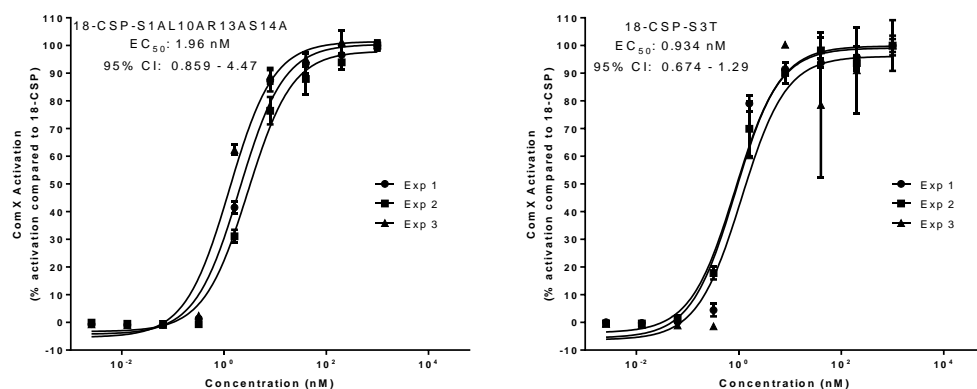 18-CSP-S1AL10AR13AS14A
EC50: 1.96 nM
95% CI: 0.859 - 4.47
ComX Activation
(% activation compared to 18-CSP)
110
100
90
80
70
60
50
40
30
20
10
0
-10
Exp 1
Exp 2
Exp 3
10-2
100
102
104
Concentration (nM)
18-CSP-S3T
EC50: 0.934 nM
95% CI: 0.674 - 1.29
ComX Activation
(% activation compared to 18-CSP)
110
100
90
80
70
60
50
40
30
20
10
0
-10
Exp 1
Exp 2
Exp 3
10-2
100
102
104
Concentration (nM)